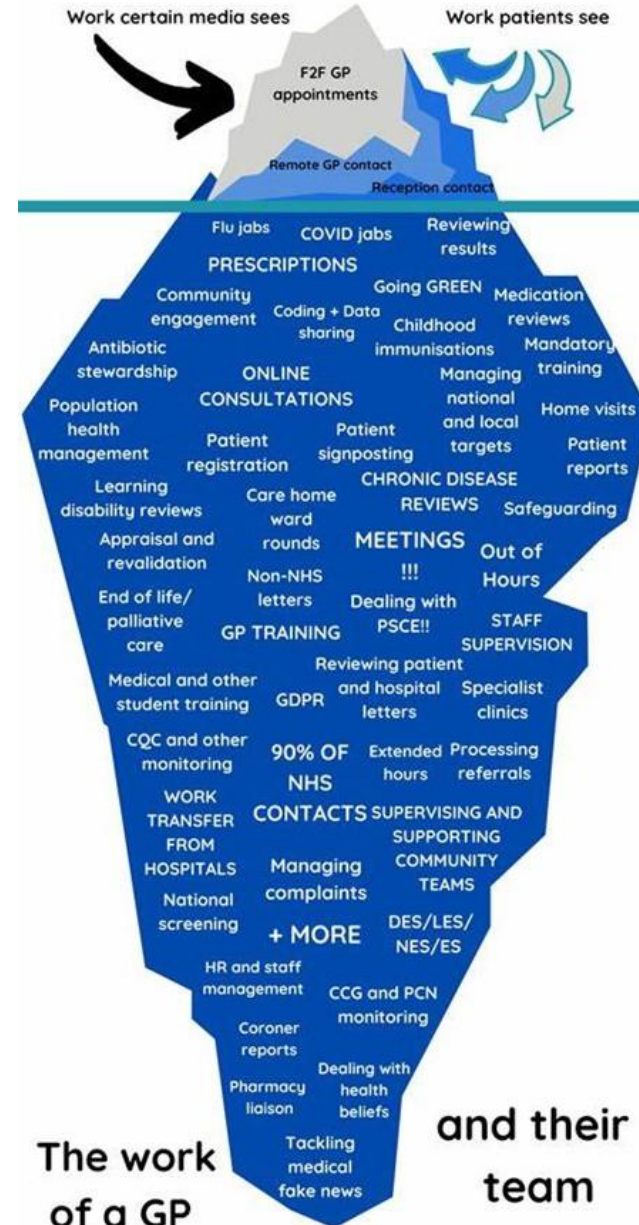 Work certain media sees
Work patients see
F2F GP
appointments
Remote GP contact
Reception contact
Flu jabs
COVID jabs
Reviewing
results
PRESCRIPTIONS
Going GREEN
Community
engagement
Coding + Data
sharing
Medication
reviews
Childhood
immunisations
Antibiotic
stewardship
Mandatory
training
ONLINE
CONSULTATIONS
Managing
national
and local
targets
Population
health
management
Home visits
Patient
registration
Patient
signposting
Patient
reports
Learning
disability reviews
Care home
ward
rounds
CHRONIC DISEASE
REVIEWS
Safeguarding
Appraisal and
revalidation
MEETINGS
!!!
Out of
Hours
Non-NHS
letters
End of life/
palliative
care
Dealing with
PSCE!!
STAFF
SUPERVISION
GP TRAINING
Medical and other
student training
GDPR
Reviewing patient
and hospital
letters
Specialist
clinics
CQC and other
monitoring
90% OF
NHS
CONTACTS
Extended
hours
Processing
referrals
WORK
TRANSFER
FROM
HOSPITALS
SUPERVISING AND
SUPPORTING
COMMUNITY
TEAMS
Managing
complaints
National
screening
+ MORE
DES/LES/
NES/ES
HR and staff
management
CCG and PCN
monitoring
Coroner
reports
Dealing with
health
beliefs
Pharmacy
liaison
Tackling
medical
fake news
The work
of a GP
and their
team